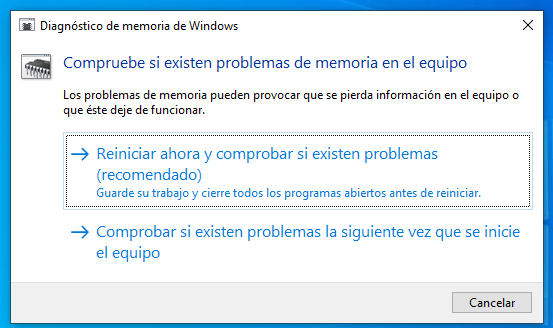 Diagnóstico de memoria de Windows
Compruebe si existen problemas de memoria en el equipo
Los problemas de memoria pueden provocar que se pierda información en el equipo o
que éste deje de funcionar.
Reiniciar ahora y comprobar si existen problemas
(recomendado)
Guarde su trabajo y cierre todos los programas abiertos antes de reiniciar.
Comprobar si existen problemas la siguiente vez que se inicie
el equipo
Cancelar